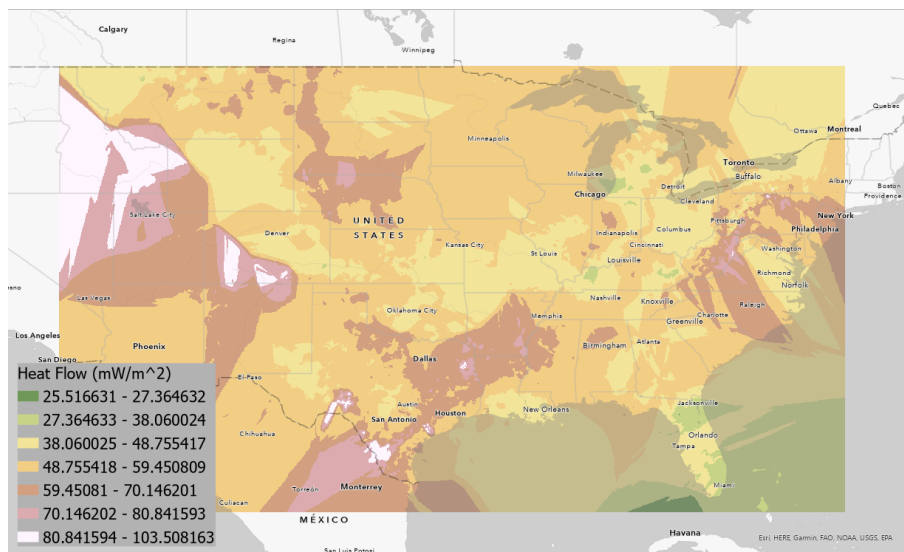 Calgary
Regina
Winnipeg
Quebec
Ottawa
Montreal
Minneapolis
Toronto
Buffalo
Albany
Boston
Providence
Milwaukee
Detroit
Chicago
Cleveland
Salt Lake City
Pittsburgh
New York
Philadelphia
UNITED
STATES
Denver
Indianapolis
Columbus
Kansas City
Cincinnati
Washington
St Louis
Louisville
Richmond
Norfolk
Las Vegas
Oklahoma City
Nashville
Knoxville
Raleigh
Memphis
Charlotte
Greenville
Los Angeles
Phoenix
Birmingham
Atlanta
San Diego
Dallas
El Paso
Austin
Houston
New Orleans
Jacksonville
San Antonio
Chihuahua
Orlando
Tampa
Torreón
Monterrey
Miami
Culiacan
MÉXICO
Havana
San Luis Potosi
Heat Flow (mW/m^2)
25.516631 - 27.364632
27.364633 - 38.060024
38.060025 - 48.755417
48.755418 - 59.450809
59.45081 - 70.146201
70.146202 - 80.841593
80.841594 - 103.508163
Esri, HERE, Garmin, FAO, NOAA, USGS, EPA